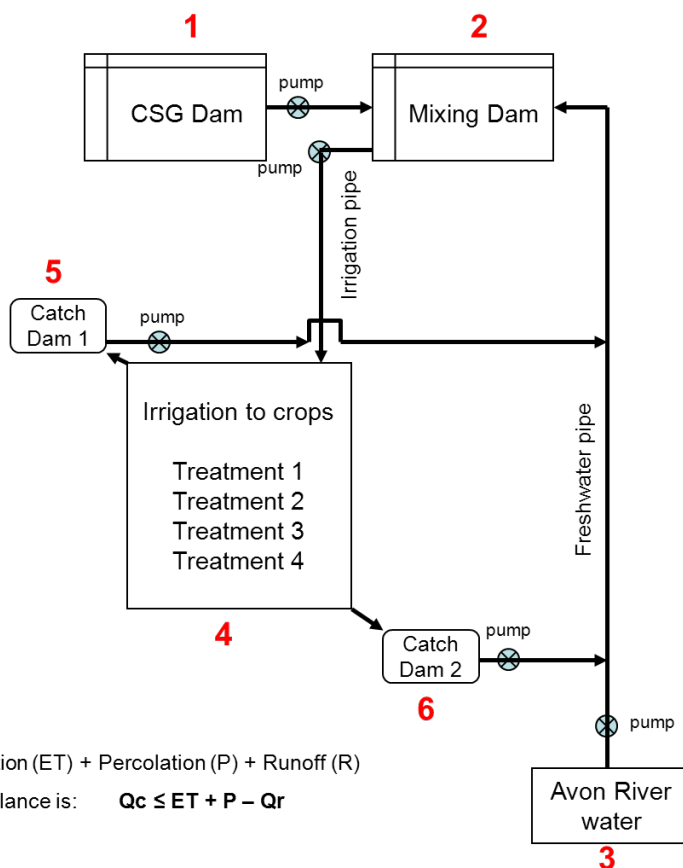 1
2
CSG Dam
pump
Mixing Dam
pump
Irrigation pipe
5
Catch
Dam 1
pump
Irrigation to crops
Treatment 1
Treatment 2
Treatment 3
Treatment 4
Freshwater pipe
4
Catch
Dam 2
pump
6
pump
tion (ET) + Percolation (P) + Runoff (R)
lance is: Qc ≤ ET + P – Qr
Avon River
water
3